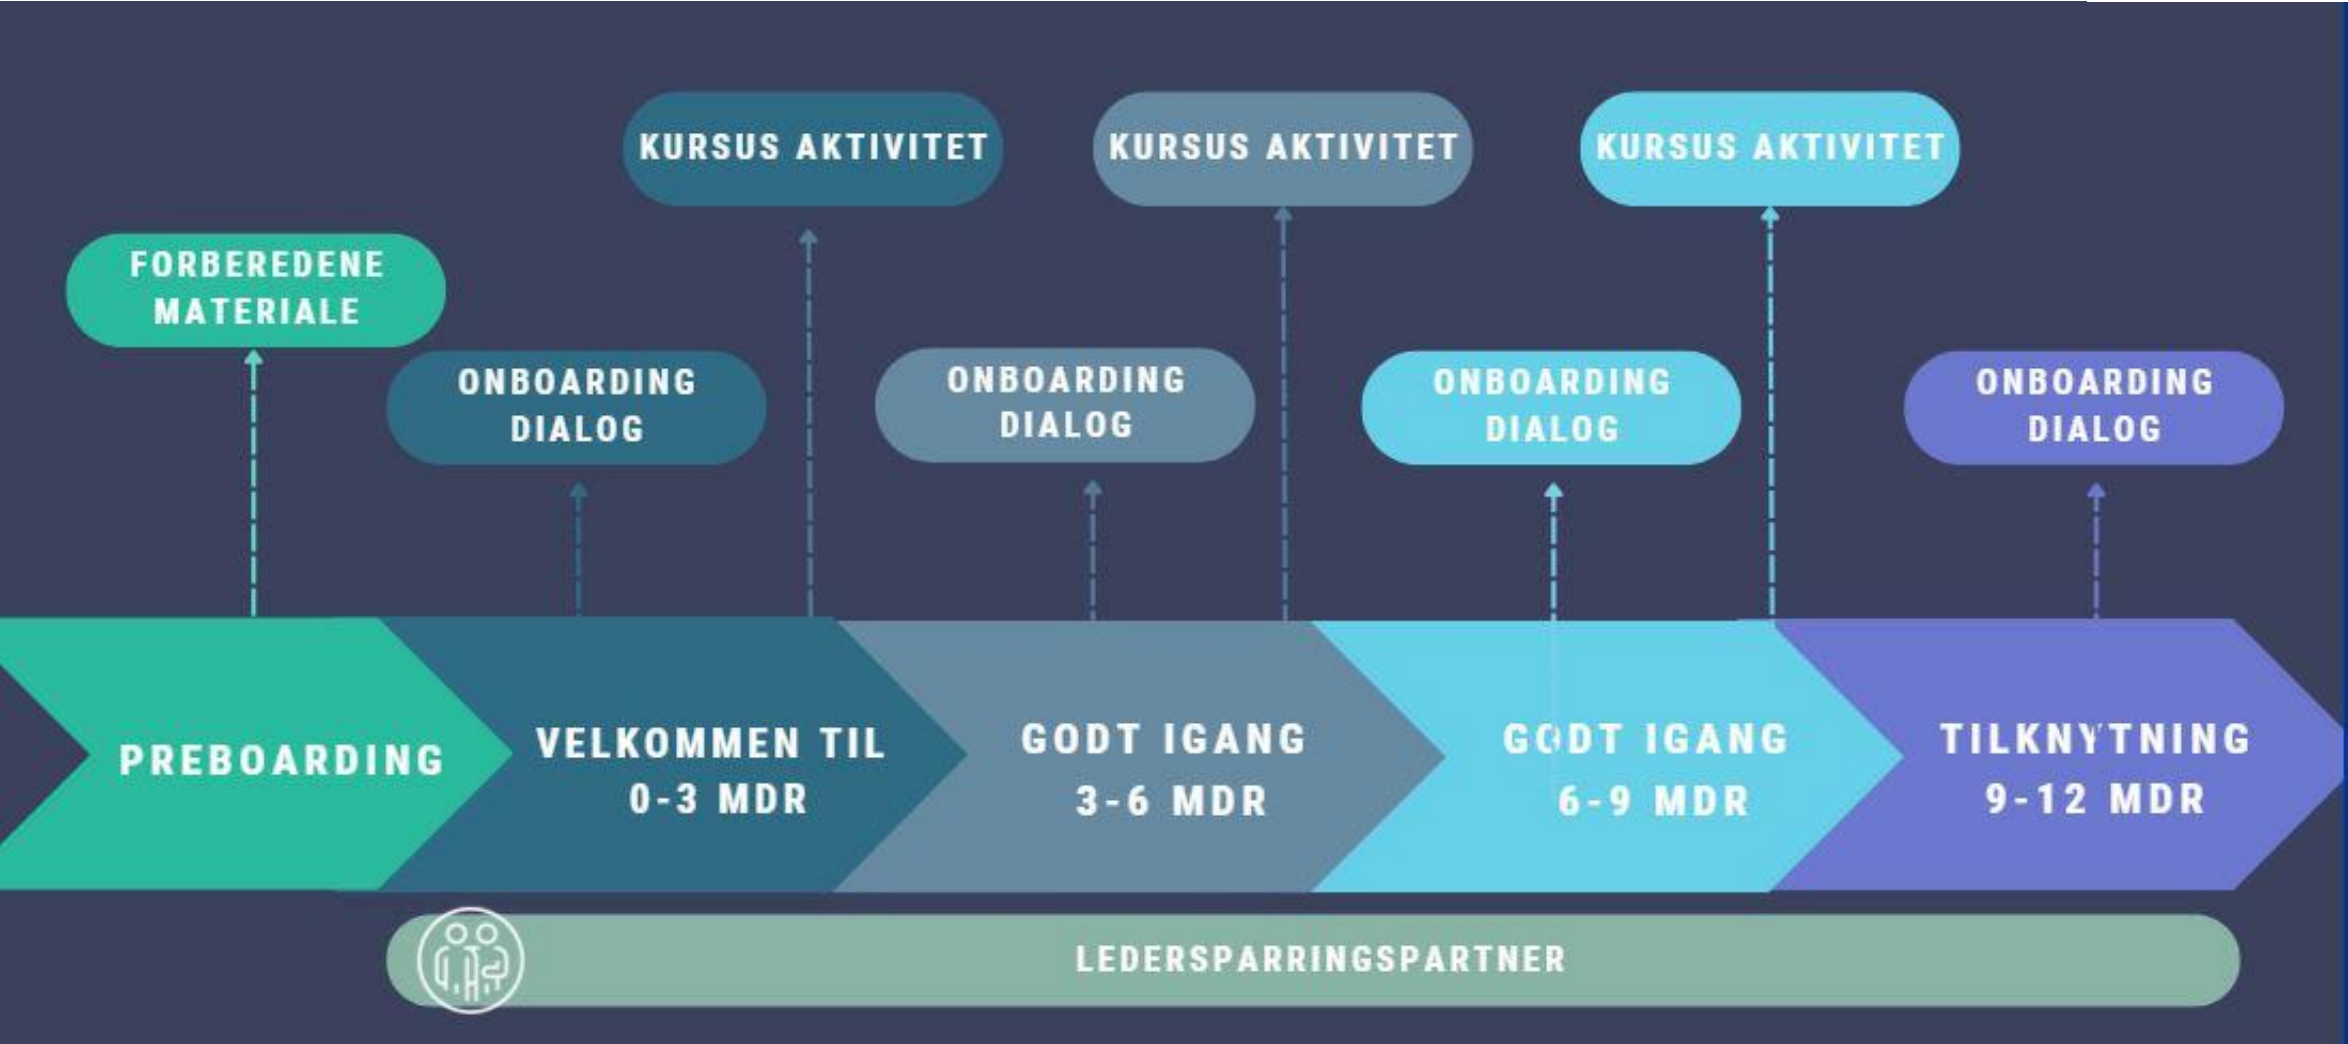 KURSUS AKTIVITET
KURSUS AKTIVITET
KURSUS AKTIVITET
FORBEREDENE
MATERIALE
ONBOARDING
DIALOG
ONBOARDING
DIALOG
ONBOARDING
DIALOG
ONBOARDING
DIALOG
PREBOARDING
VELKOMMEN TIL
0-3 MDR
GODT IGANG
3-6 MDR
GODT IGANG
6-9 MDR
TILKNYTNING
9-12 MDR
LEDERSPARRINGSPARTNER